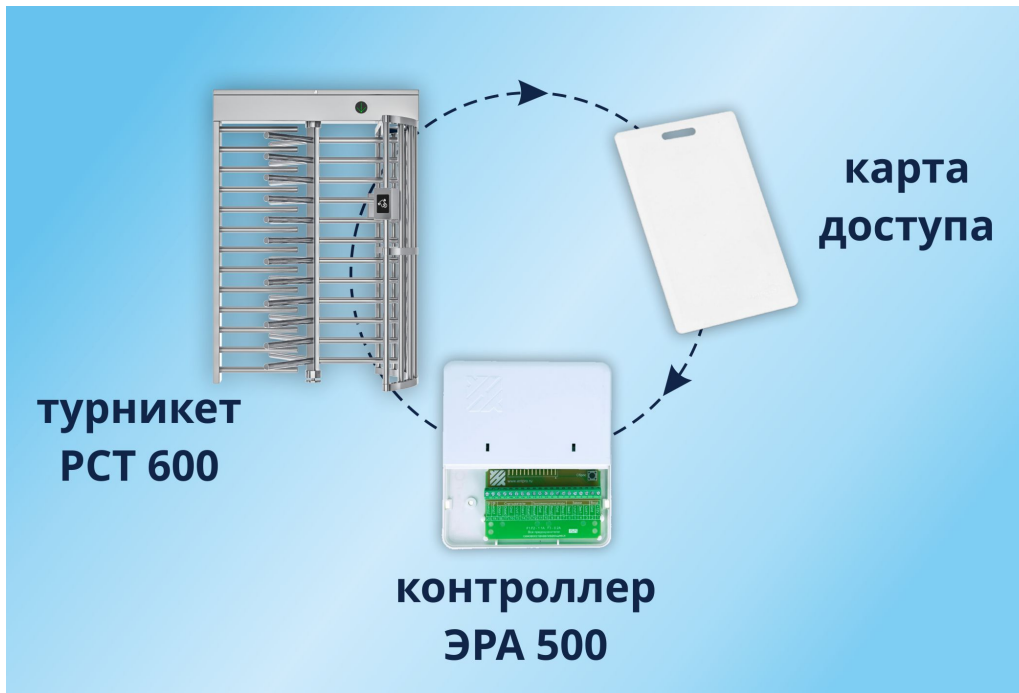 карта
доступа
турникет
РСТ 600
контроллер
ЭРА 500